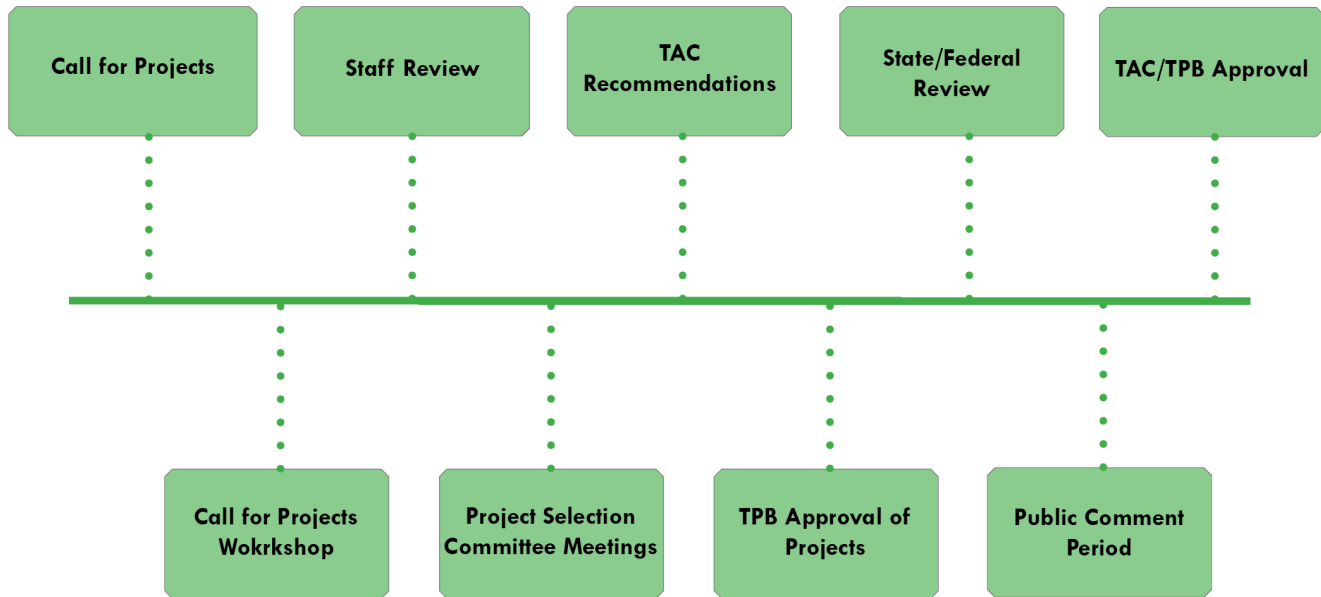 Call for Projects
Staff Review
TAC
Recommendations
State/Federal
Review
TAC/TPB Approval
Call for Projects
Wokrkshop
Project Selection
Committee Meetings
TPB Approval of
Projects
Public Comment
Period